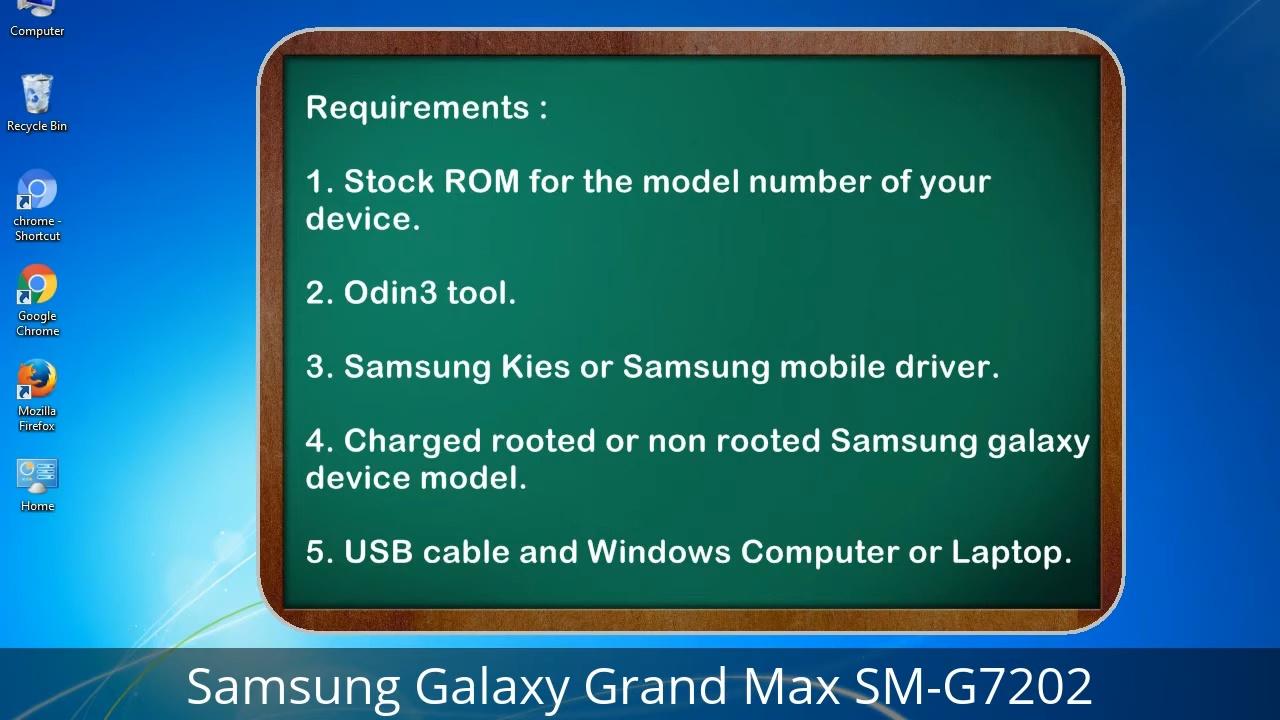 Computer
Recycle Bin
chrome -
Shortcut
Google
Chrome
Mozilla
Firefox
Home
Requirements :
1. Stock ROM for the model number of your
device.
2. Odin3 tool.
3. Samsung Kies or Samsung mobile driver.
4. Charged rooted or non rooted Samsung galaxy
device model.
5. USB cable and Windows Computer or Laptop.
Samsung Galaxy Grand Max SM-G7202